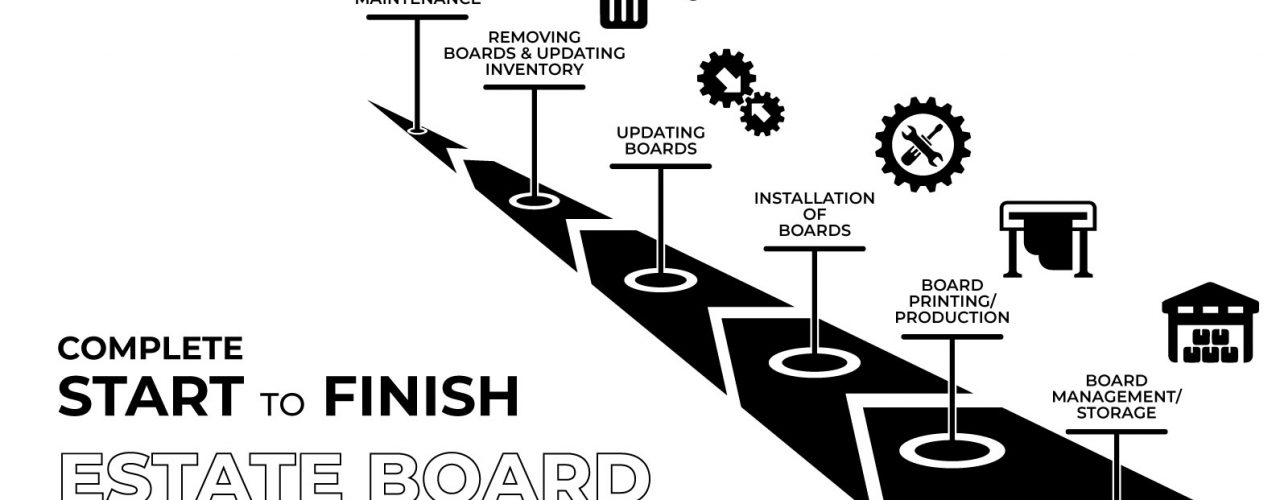 MAINTENANCE
REMOVING
BOARDS & UPDATING
INVENTORY
UPDATING
BOARDS
INSTALLATION
OF
BOARDS
BOARD
PRINTING/
PRODUCTION
BOARD
MANAGEMENT/
STORAGE
COMPLETE
START TO FINISH
ESTATE BOARD